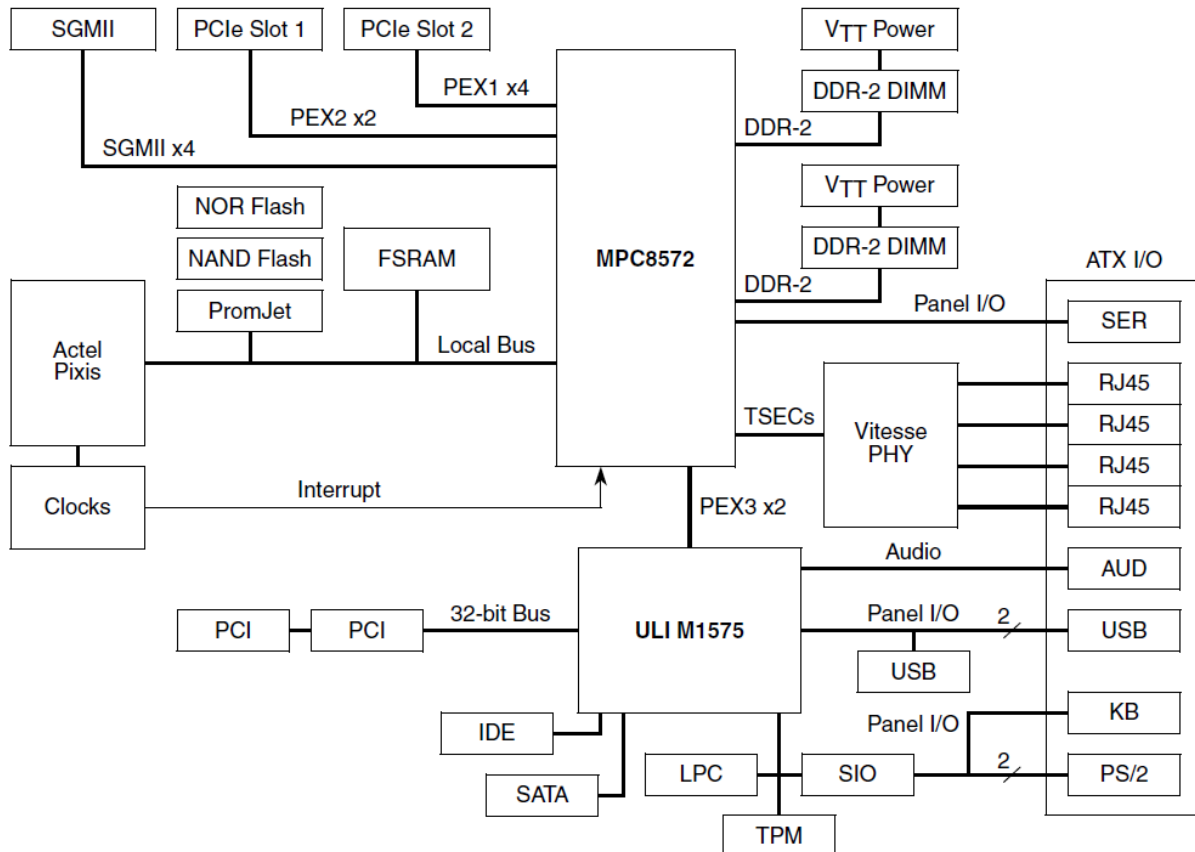 SGMII
PCIe Slot 1
PCIe Slot 2
VTT Power
PEX1 x4
DDR-2 DIMM
PEX2 x2
DDR-2
SGMII x4
NOR Flash
VTT Power
NAND Flash
FSRAM
MPC8572
DDR-2 DIMM
ATX I/O
PromJet
DDR-2
Panel I/O
SER
Actel
Pixis
Local Bus
RJ45
TSECs
Vitesse
PHY
RJ45
RJ45
RJ45
Clocks
Interrupt
PEX3 x2
Audio
AUD
PCI
PCI
32-bit Bus
ULI M1575
Panel I/O
2
USB
USB
IDE
Panel I/O
KB
SATA
LPC
SIO
2
PS/2
TPM